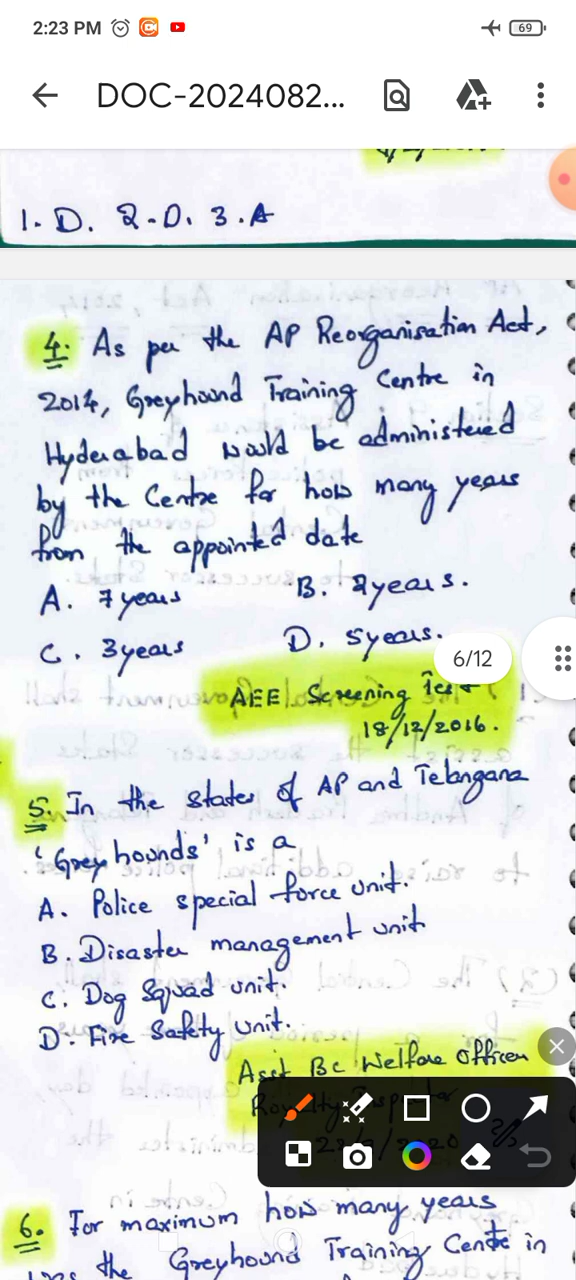 2:23 PM
69
DOC-2024082...
1. D. 2. D. 3. A
4. As per the AP Reorganisation Act,
2014, Greyhound Training Centre in
Hyderabad would be administered
by the Centre for how many years
from the appointed date
A. 7 years B. 2 years.
C. 3 years D. 5 years.
6/12
AEE Screening Test
18/12/2016.
5. In the states of AP and Telangana
'Greyhounds' is a
A. Police special force unit.
B. Disaster management unit
C. Dog Squad unit.
D. Fire Safety unit.
Asst BC Welfare Officer
6. For maximum how many years
the Greyhound Training Centre in